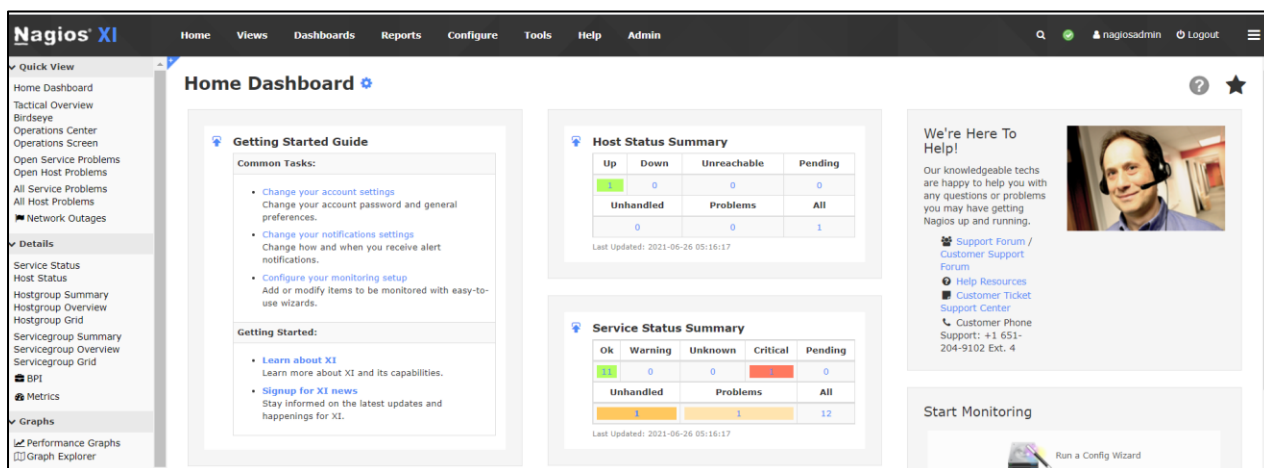 Nagios XI
Home Views Dashboards Reports Configure Tools Help Admin
nagiosadmin Logout
Quick View
Home Dashboard
Tactical Overview
Birdseye
Operations Center
Operations Screen
Open Service Problems
Open Host Problems
All Service Problems
All Host Problems
Network Outages
Details
Service Status
Host Status
Hostgroup Summary
Hostgroup Overview
Hostgroup Grid
Servicegroup Summary
Servicegroup Overview
Servicegroup Grid
BPI
Metrics
Graphs
Performance Graphs
Graph Explorer
Home Dashboard
Getting Started Guide
Common Tasks:
Change your account settings
Change your account password and general
preferences.
Change your notifications settings
Change how and when you receive alert
notifications.
Configure your monitoring setup
Add or modify items to be monitored with easy-to-
use wizards.
Getting Started:
Learn about XI
Learn more about XI and its capabilities.
Signup for XI news
Stay informed on the latest updates and
happenings for XI.
Host Status Summary
Up Down Unreachable Pending
1 0 0 0
Unhandled Problems All
0 0 1
Last Updated: 2021-06-26 05:16:17
Service Status Summary
Ok Warning Unknown Critical Pending
11 0 0 1 0
Unhandled Problems All
1 1 12
Last Updated: 2021-06-26 05:16:17
We're Here To
Help!
Our knowledgeable techs
are happy to help you with
any questions or problems
you may have getting
Nagios up and running.
Support Forum /
Customer Support
Forum
Help Resources
Customer Ticket
Support Center
Customer Phone
Support: +1 651-
204-9102 Ext. 4
Start Monitoring
Run a Config Wizard